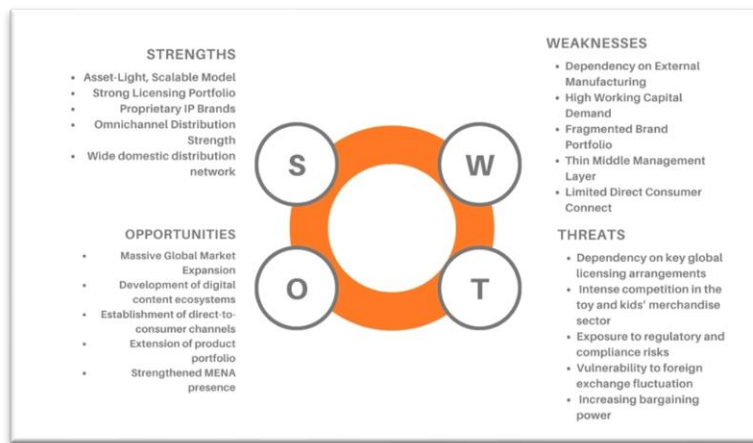 STRENGTHS
• Asset-Light, Scalable Model
• Strong Licensing Portfolio
• Proprietary IP Brands
• Omnichannel Distribution
Strength
• Wide domestic distribution
network
WEAKNESSES
• Dependency on External
Manufacturing
• High Working Capital
Demand
• Fragmented Brand
Portfolio
• Thin Middle Management
Layer
• Limited Direct Consumer
Connect
S
W
O
T
OPPORTUNITIES
• Massive Global Market
Expansion
• Development of digital
content ecosystems
• Establishment of direct-to-
consumer channels
• Extension of product
portfolio
• Strengthened MENA
presence
THREATS
• Dependency on key global
licensing arrangements
• Intense competition in the
toy and kids' merchandise
sector
• Exposure to regulatory and
compliance risks
• Vulnerability to foreign
exchange fluctuation
• Increasing bargaining
power